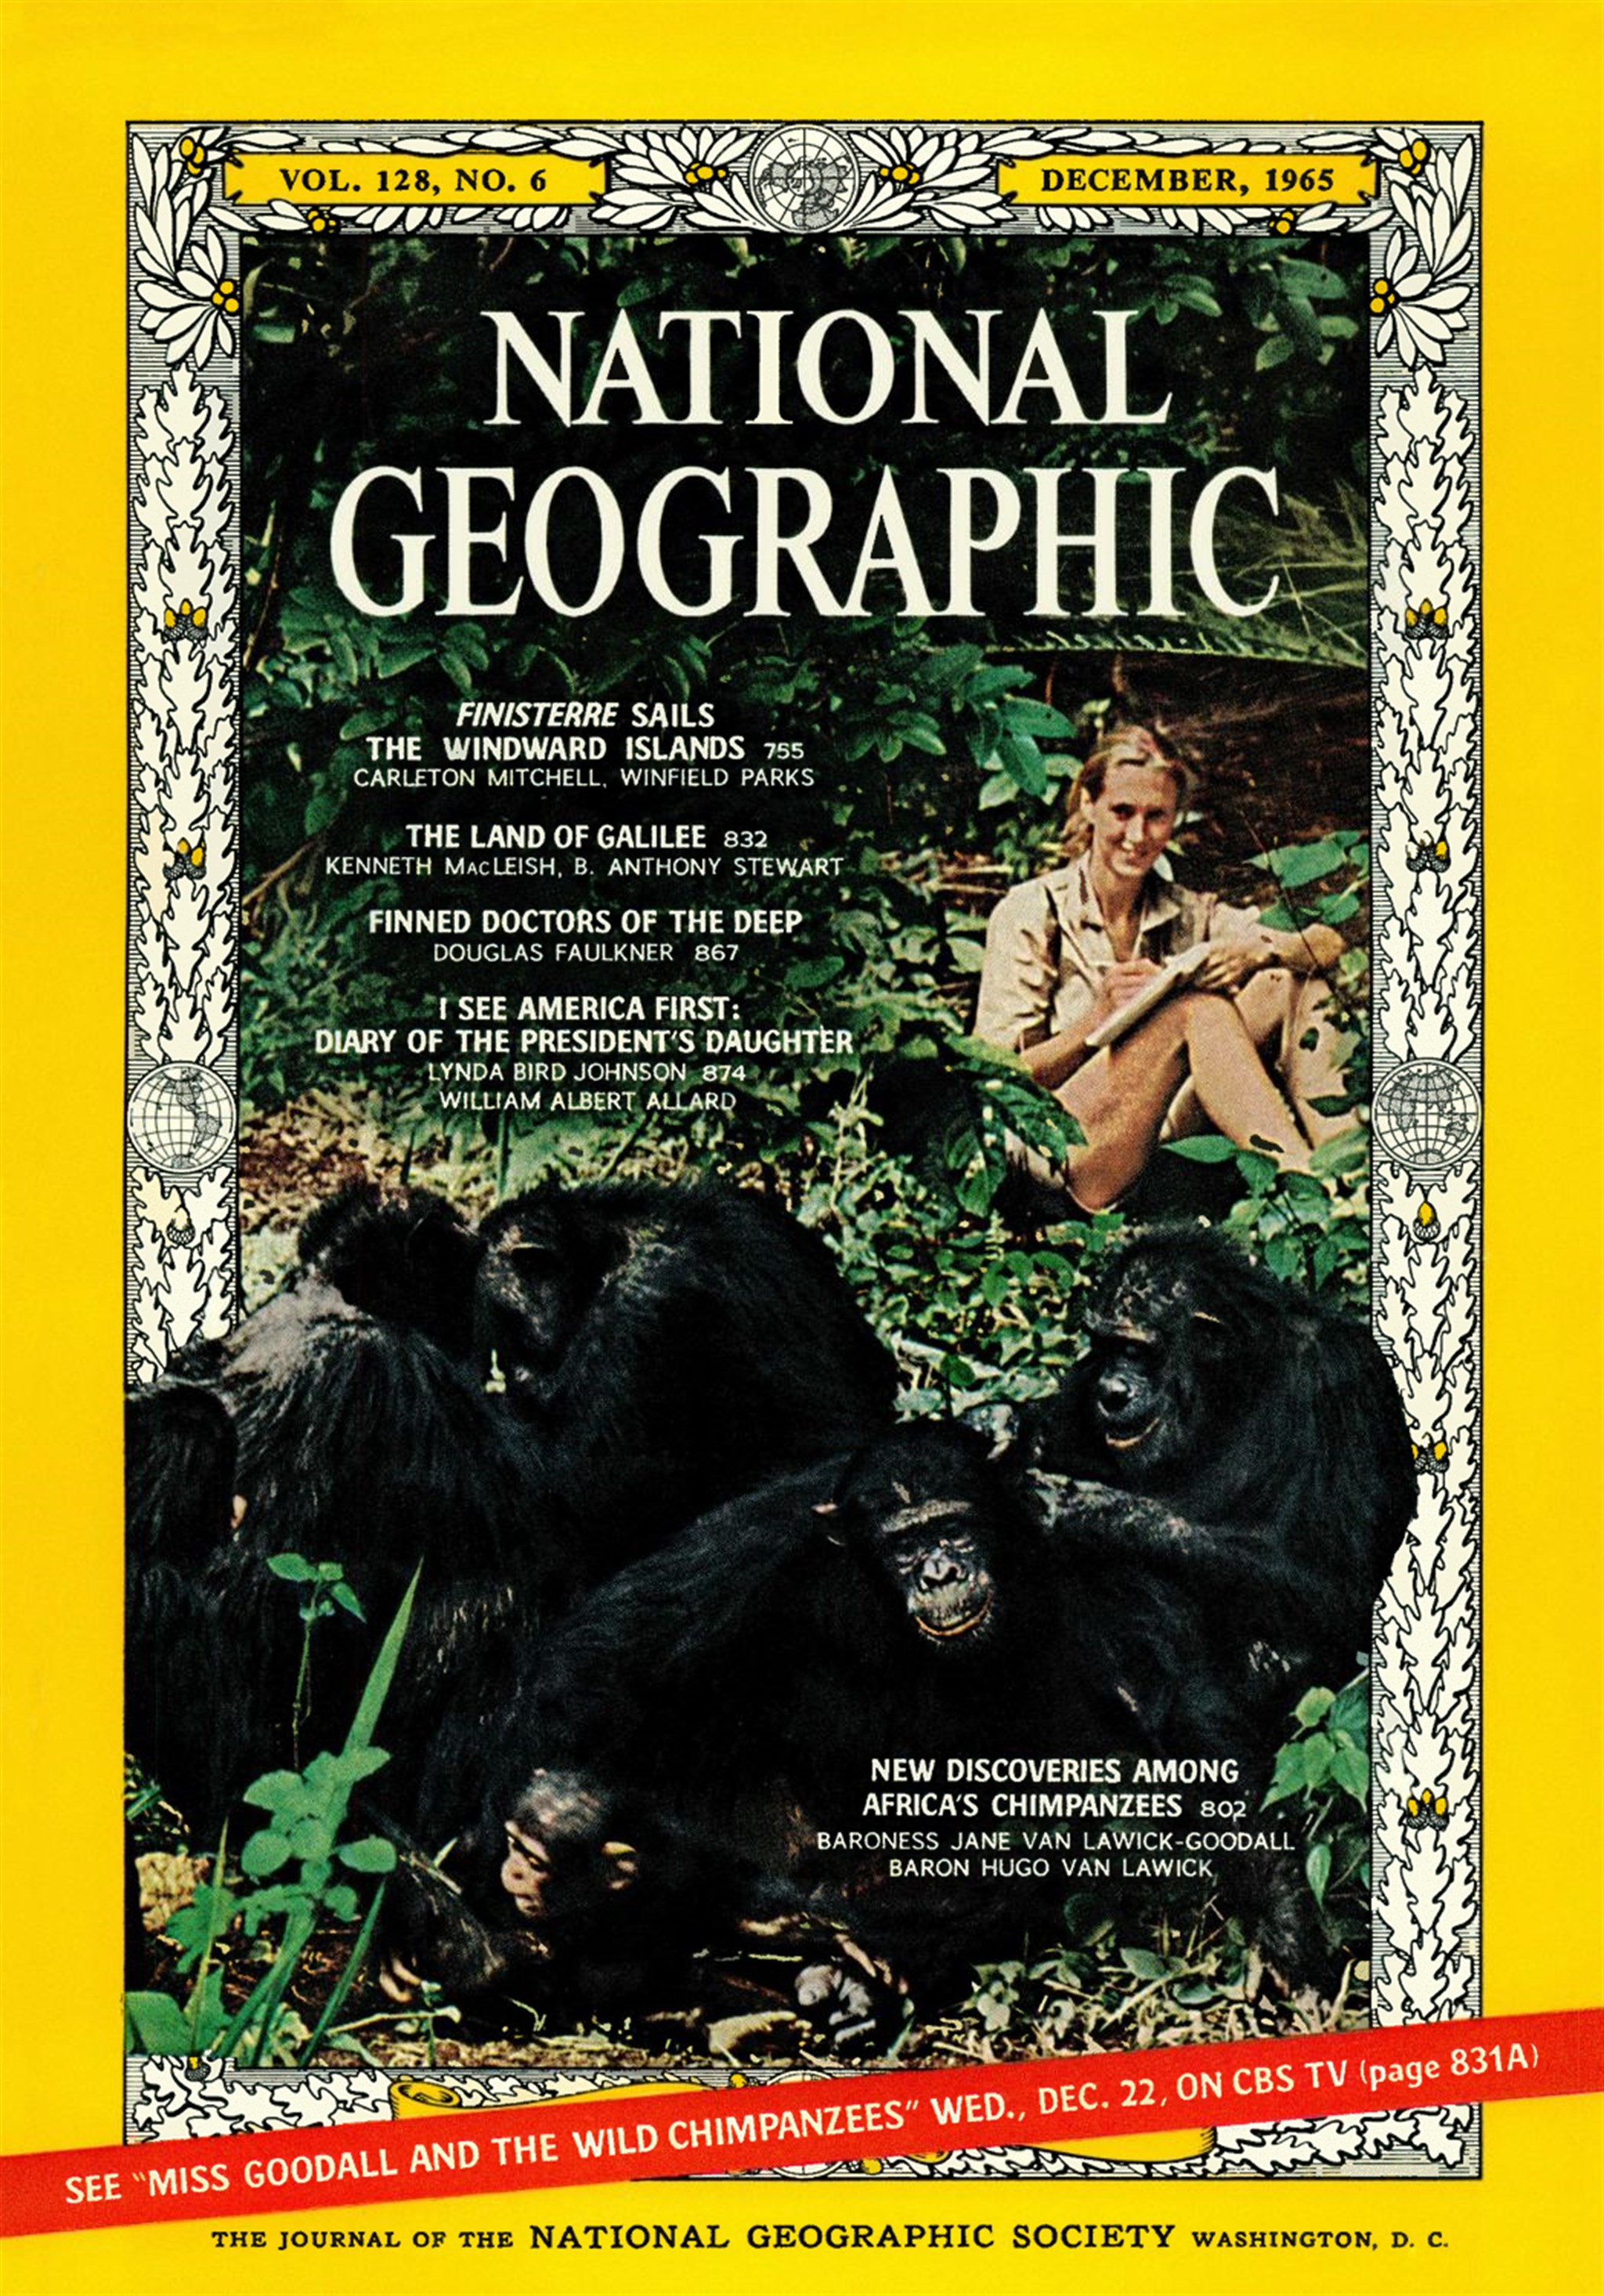 VOL. 128, NO. 6
DECEMBER, 1965
NATIONAL
GEOGRAPHIC
FINISTERRE SAILS
THE WINDWARD ISLANDS 755
CARLETON MITCHELL, WINFIELD PARKS
THE LAND OF GALILEE 832
KENNETH MacLEISH, B. ANTHONY STEWART
FINNED DOCTORS OF THE DEEP
DOUGLAS FAULKNER 867
I SEE AMERICA FIRST:
DIARY OF THE PRESIDENT'S DAUGHTER
LYNDA BIRD JOHNSON 874
WILLIAM ALBERT ALLARD
NEW DISCOVERIES AMONG
AFRICA'S CHIMPANZEES 802
BARONESS JANE VAN LAWICK-GOODALL
BARON HUGO VAN LAWICK
SEE "MISS GOODALL AND THE WILD CHIMPANZEES" WED., DEC. 22, ON CBS TV (page 831A)
THE JOURNAL OF THE NATIONAL GEOGRAPHIC SOCIETY WASHINGTON, D. C.